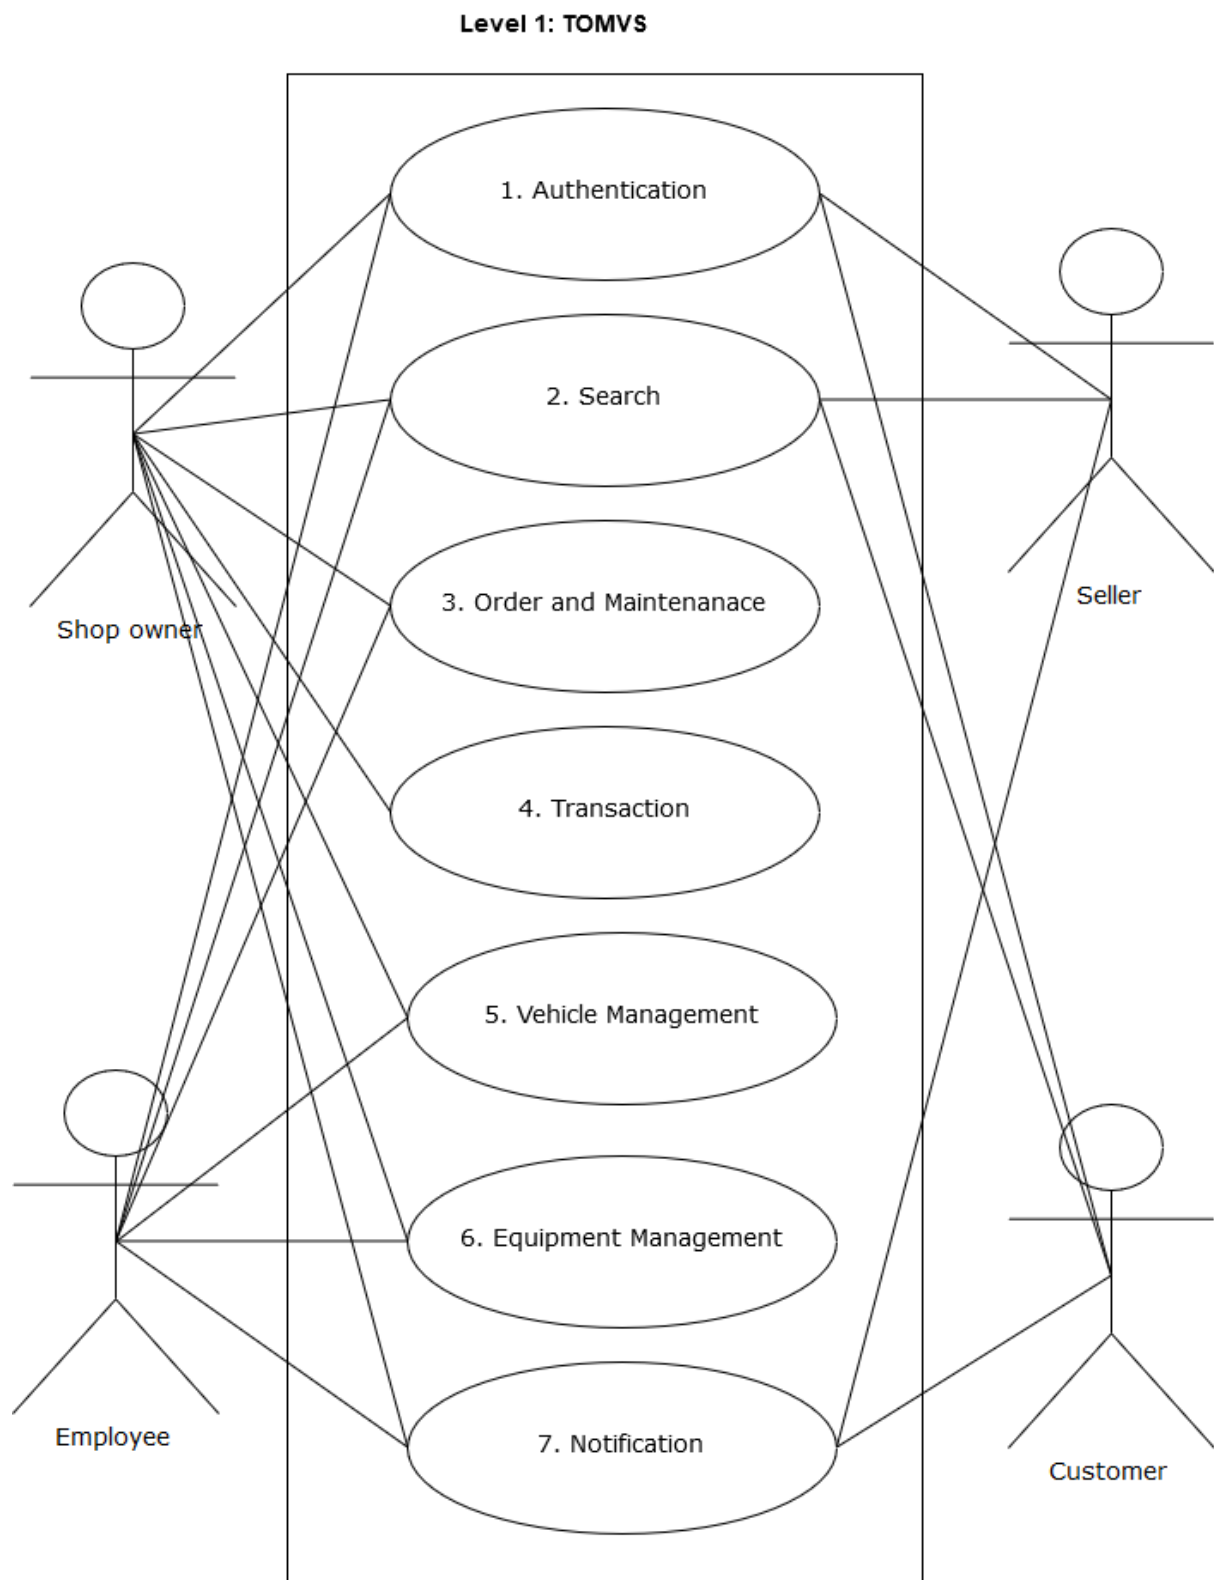 Level 1: TOMVS
1. Authentication
2. Search
3. Order and Maintenanace
Shop owner
Seller
4. Transaction
5. Vehicle Management
6. Equipment Management
7. Notification
Employee
Customer